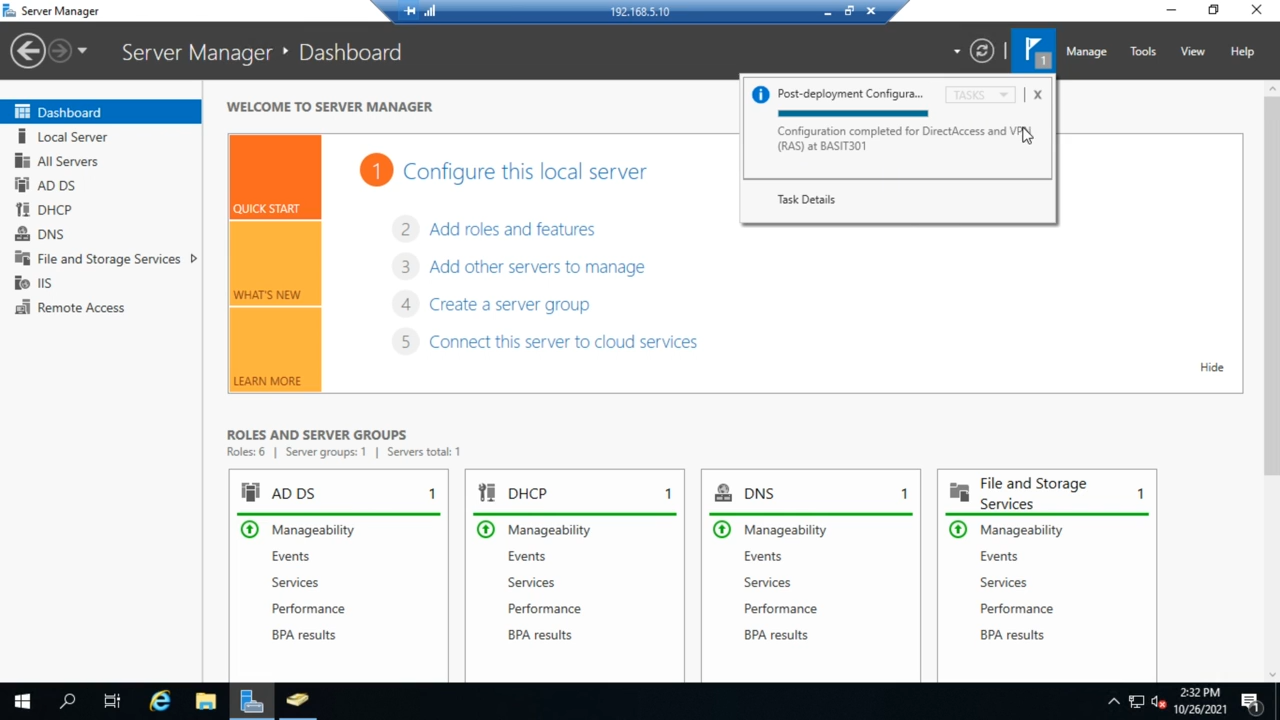 Server Manager
192.168.5.10
Server Manager ‣ Dashboard
1
Manage
Tools
View
Help
Post-deployment Configura...
TASKS
X
Configuration completed for DirectAccess and VPN
(RAS) at BASIT301
Task Details
Dashboard
Local Server
All Servers
AD DS
DHCP
DNS
File and Storage Services
IIS
Remote Access
WELCOME TO SERVER MANAGER
QUICK START
WHAT'S NEW
LEARN MORE
1 Configure this local server
2 Add roles and features
3 Add other servers to manage
4 Create a server group
5 Connect this server to cloud services
Hide
ROLES AND SERVER GROUPS
Roles: 6 | Server groups: 1 | Servers total: 1
AD DS 1
Manageability
Events
Services
Performance
BPA results
DHCP 1
Manageability
Events
Services
Performance
BPA results
DNS 1
Manageability
Events
Services
Performance
BPA results
File and Storage
Services 1
Manageability
Events
Services
Performance
BPA results
2:32 PM
10/26/2021
1